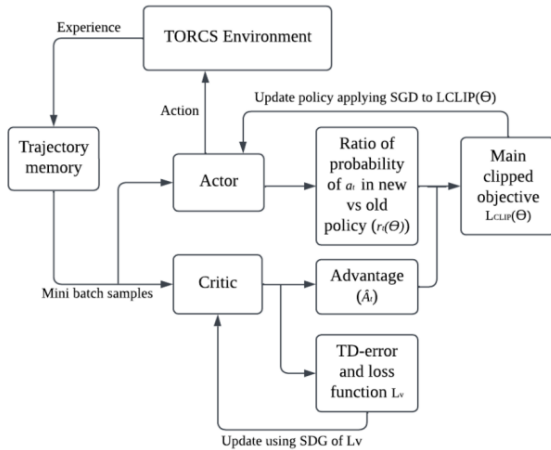 Experience
TORCS Environment
Action
Update policy applying SGD to LCLIP(Ө)
Trajectory
memory
Actor
Ratio of
probability
of aₜ in new
vs old
policy (rₜ(Ө))
Main
clipped
objective
LCLIP(Ө)
Mini batch samples
Critic
Advantage
(Âₜ)
TD-error
and loss
function Lᵥ
Update using SDG of Lv